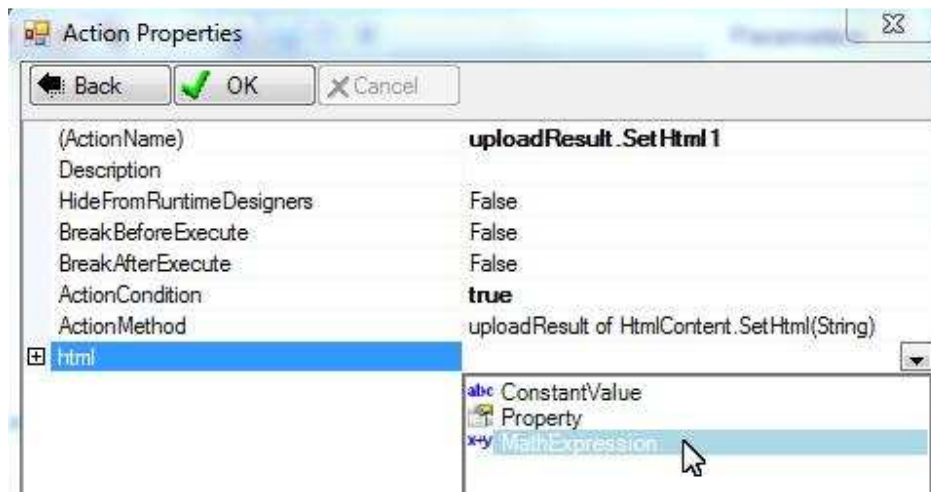 Action Properties
Back OK Cancel
(ActionName) uploadResult.SetHtml1
Description
HideFromRuntimeDesigners False
BreakBeforeExecute False
BreakAfterExecute False
ActionCondition true
ActionMethod uploadResult of HtmlContent.SetHtml(String)
html
abc ConstantValue
Property
x+y MathExpression